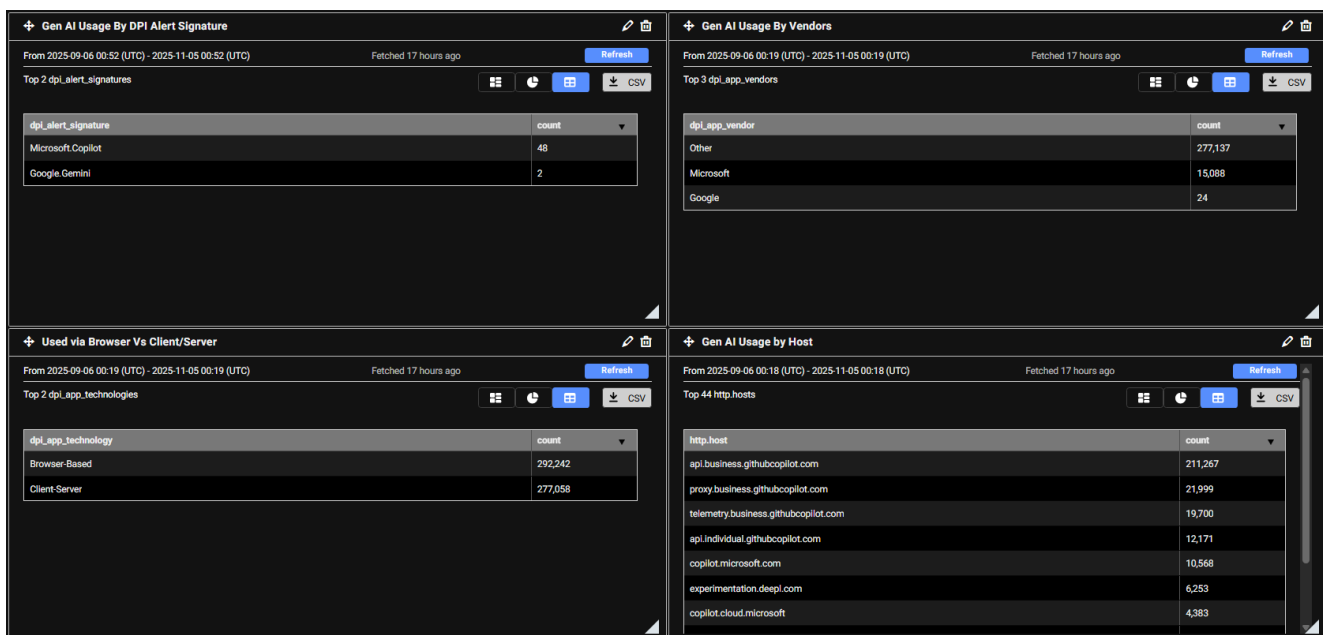 Gen AI Usage By DPI Alert Signature
From 2025-09-06 00:52 (UTC) - 2025-11-05 00:52 (UTC) Fetched 17 hours ago Refresh
Top 2 dpi_alert_signatures CSV
dpi_alert_signature count
Microsoft.Copilot 48
Google.Gemini 2
Gen AI Usage By Vendors
From 2025-09-06 00:19 (UTC) - 2025-11-05 00:19 (UTC) Fetched 17 hours ago Refresh
Top 3 dpi_app_vendors CSV
dpi_app_vendor count
Other 277,137
Microsoft 15,088
Google 24
Used via Browser Vs Client/Server
From 2025-09-06 00:19 (UTC) - 2025-11-05 00:19 (UTC) Fetched 17 hours ago Refresh
Top 2 dpi_app_technologies CSV
dpi_app_technology count
Browser-Based 292,242
Client-Server 277,058
Gen AI Usage by Host
From 2025-09-06 00:18 (UTC) - 2025-11-05 00:18 (UTC) Fetched 17 hours ago Refresh
Top 44 http.hosts CSV
http.host count
api.business.githubcopilot.com 211,267
proxy.business.githubcopilot.com 21,999
telemetry.business.githubcopilot.com 19,700
api.individual.githubcopilot.com 12,171
copilot.microsoft.com 10,568
experimentation.deepl.com 6,253
copilot.cloud.microsoft 4,383